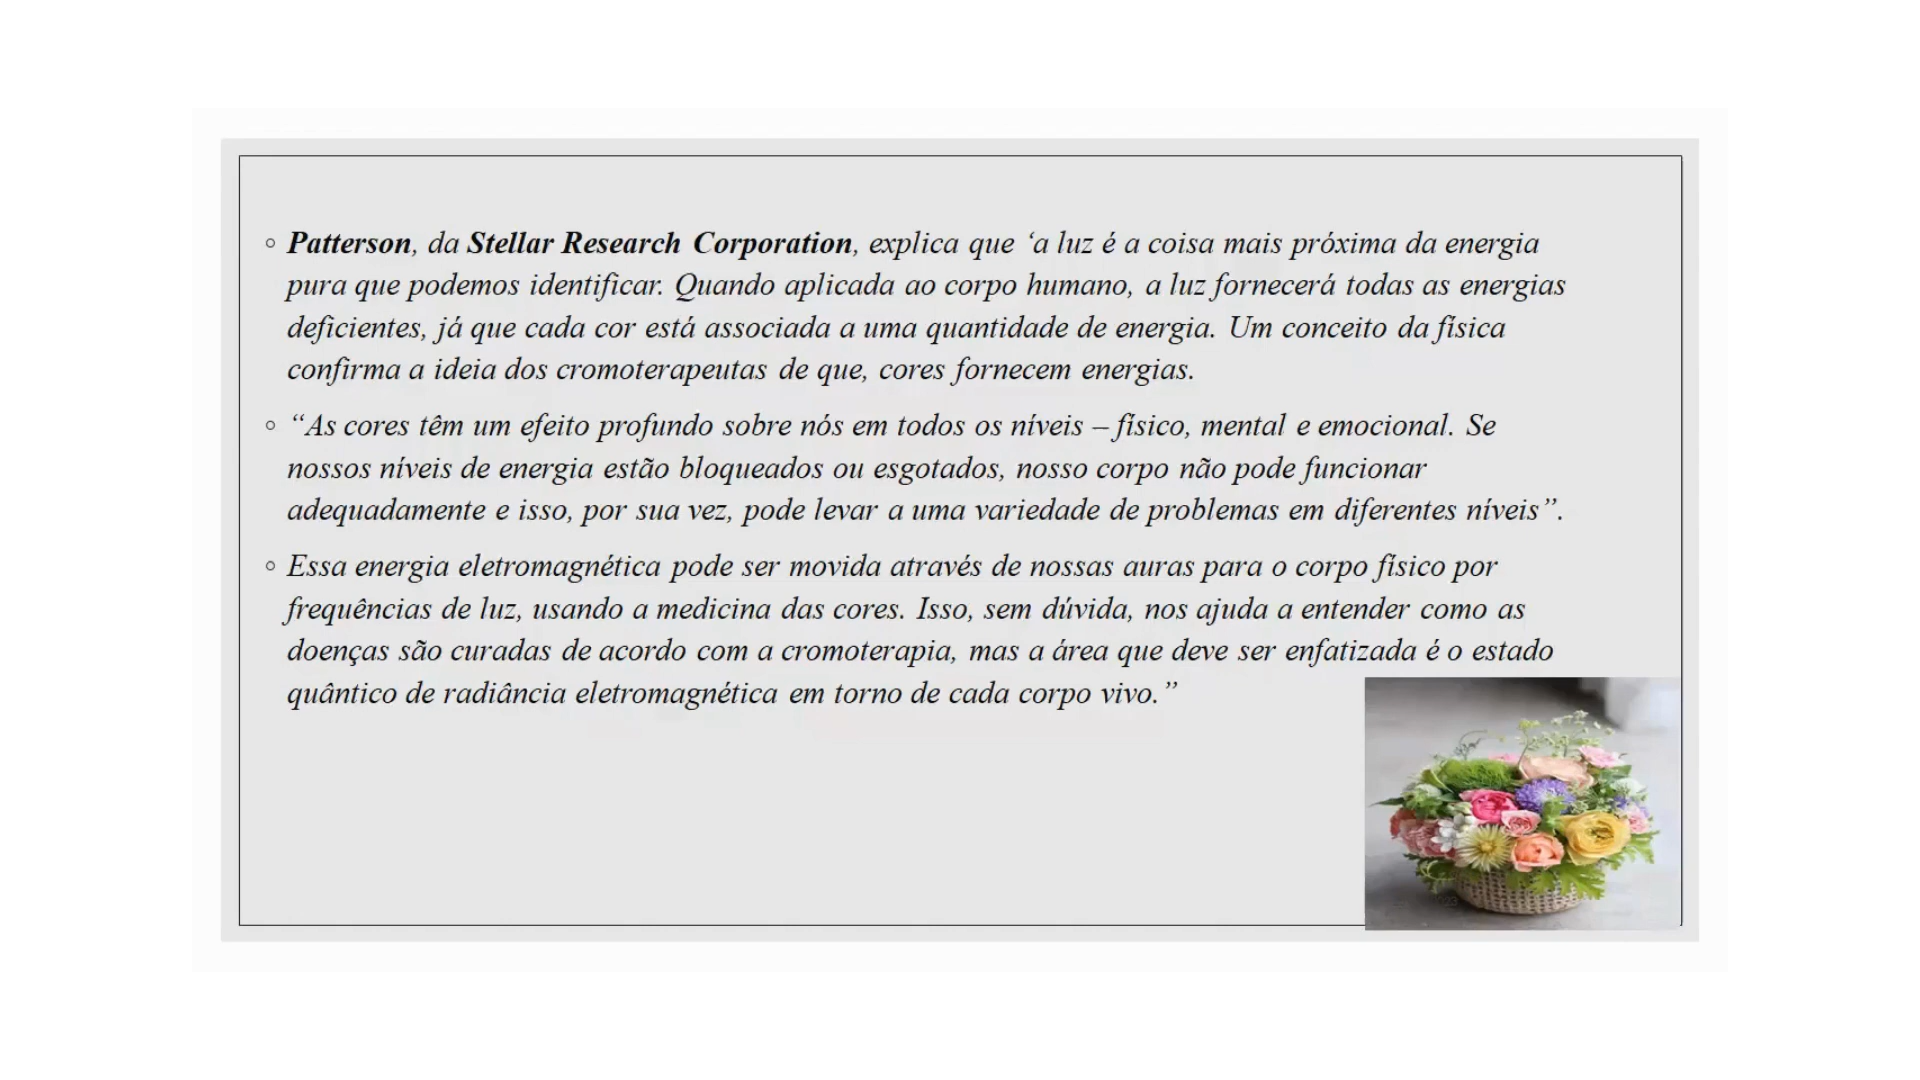 Patterson, da Stellar Research Corporation, explica que ‘a luz é a coisa mais próxima da energia
pura que podemos identificar. Quando aplicada ao corpo humano, a luz fornecerá todas as energias
deficientes, já que cada cor está associada a uma quantidade de energia. Um conceito da física
confirma a ideia dos cromoterapeutas de que, cores fornecem energias.
“As cores têm um efeito profundo sobre nós em todos os níveis – físico, mental e emocional. Se
nossos níveis de energia estão bloqueados ou esgotados, nosso corpo não pode funcionar
adequadamente e isso, por sua vez, pode levar a uma variedade de problemas em diferentes níveis”.
Essa energia eletromagnética pode ser movida através de nossas auras para o corpo físico por
frequências de luz, usando a medicina das cores. Isso, sem dúvida, nos ajuda a entender como as
doenças são curadas de acordo com a cromoterapia, mas a área que deve ser enfatizada é o estado
quântico de radiância eletromagnética em torno de cada corpo vivo.”